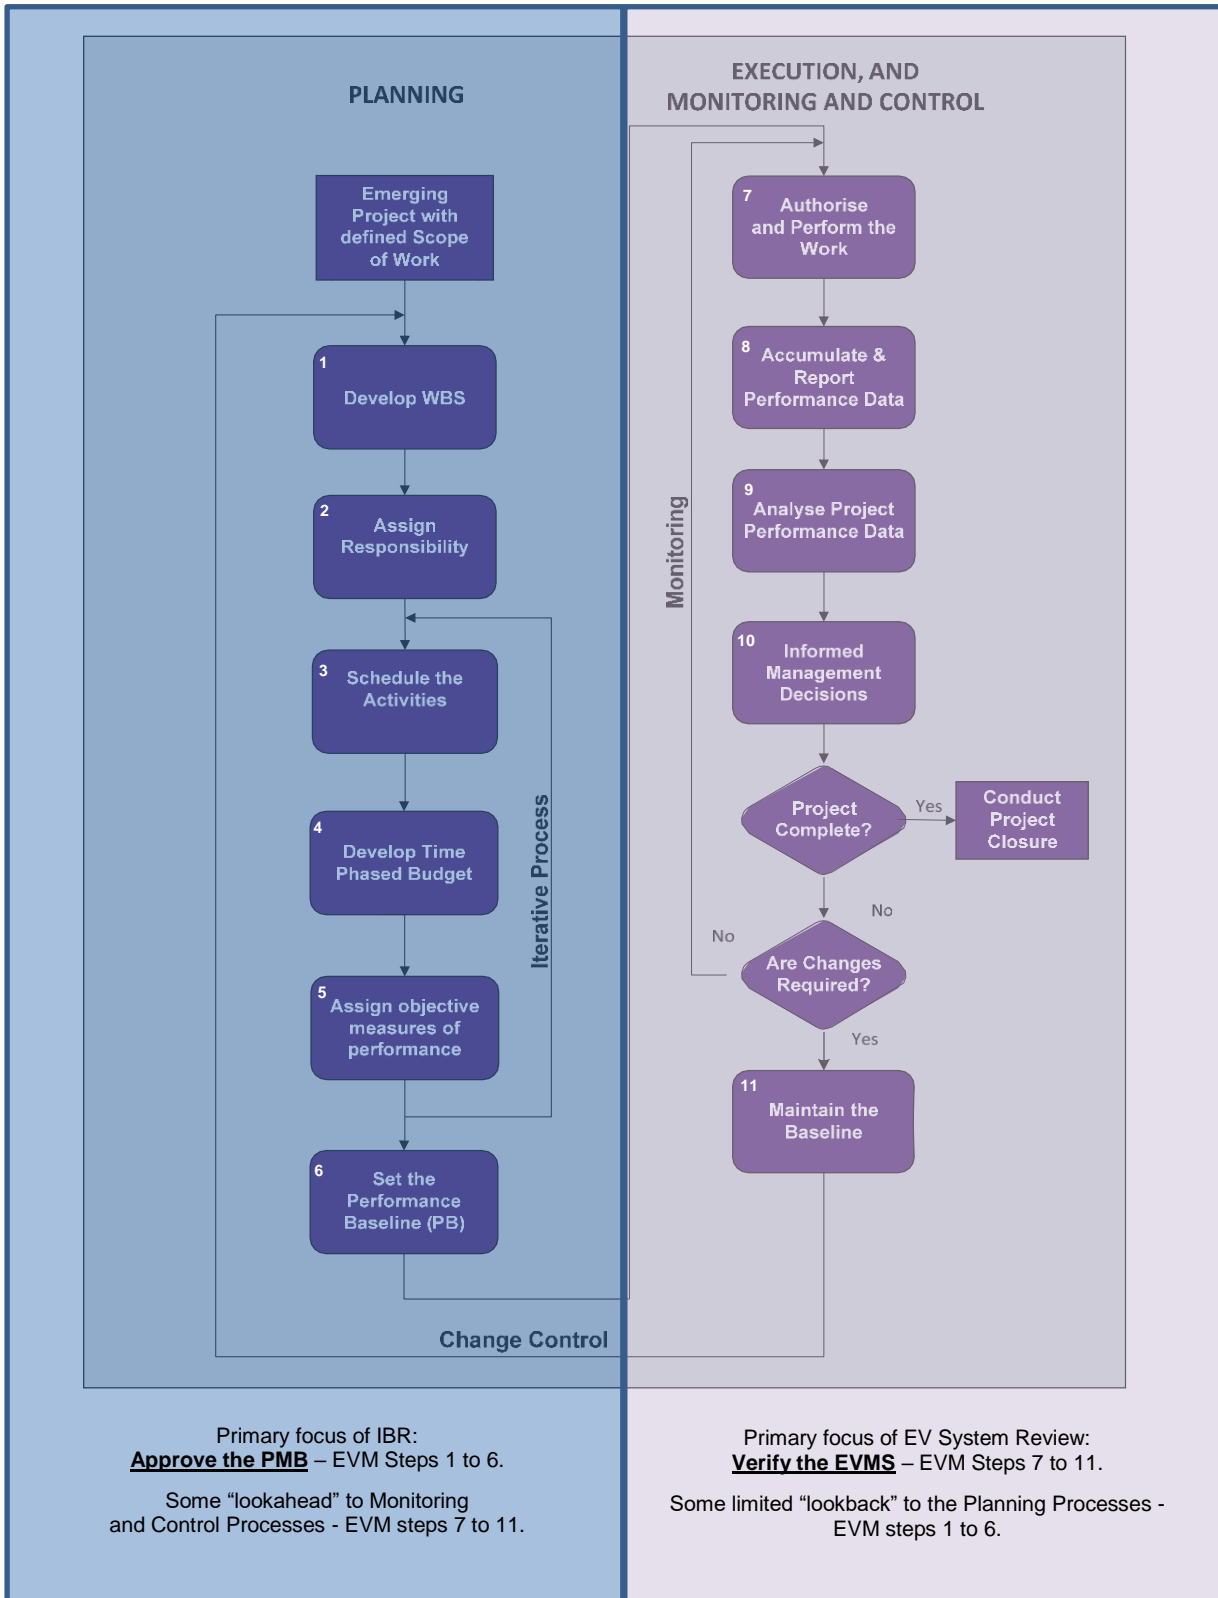 PLANNING
Emerging
Project with
defined Scope
of Work
1
Develop WBS
2
Assign
Responsibility
3
Schedule the
Activities
4
Develop Time
Phased Budget
5
Assign objective
measures of
performance
Iterative Process
6
Set the
Performance
Baseline (PB)
Change Control
EXECUTION, AND
MONITORING AND CONTROL
7
Authorise
and Perform the
Work
8
Accumulate &
Report
Performance Data
9
Analyse Project
Performance Data
Monitoring
10
Informed
Management
Decisions
Project
Complete?
Yes
Conduct
Project
Closure
No
No
Are Changes
Required?
Yes
11
Maintain the
Baseline
Primary focus of IBR:
Approve the PMB – EVM Steps 1 to 6.
Some “lookahead” to Monitoring
and Control Processes - EVM steps 7 to 11.
Primary focus of EV System Review:
Verify the EVMS – EVM Steps 7 to 11.
Some limited “lookback” to the Planning Processes -
EVM steps 1 to 6.